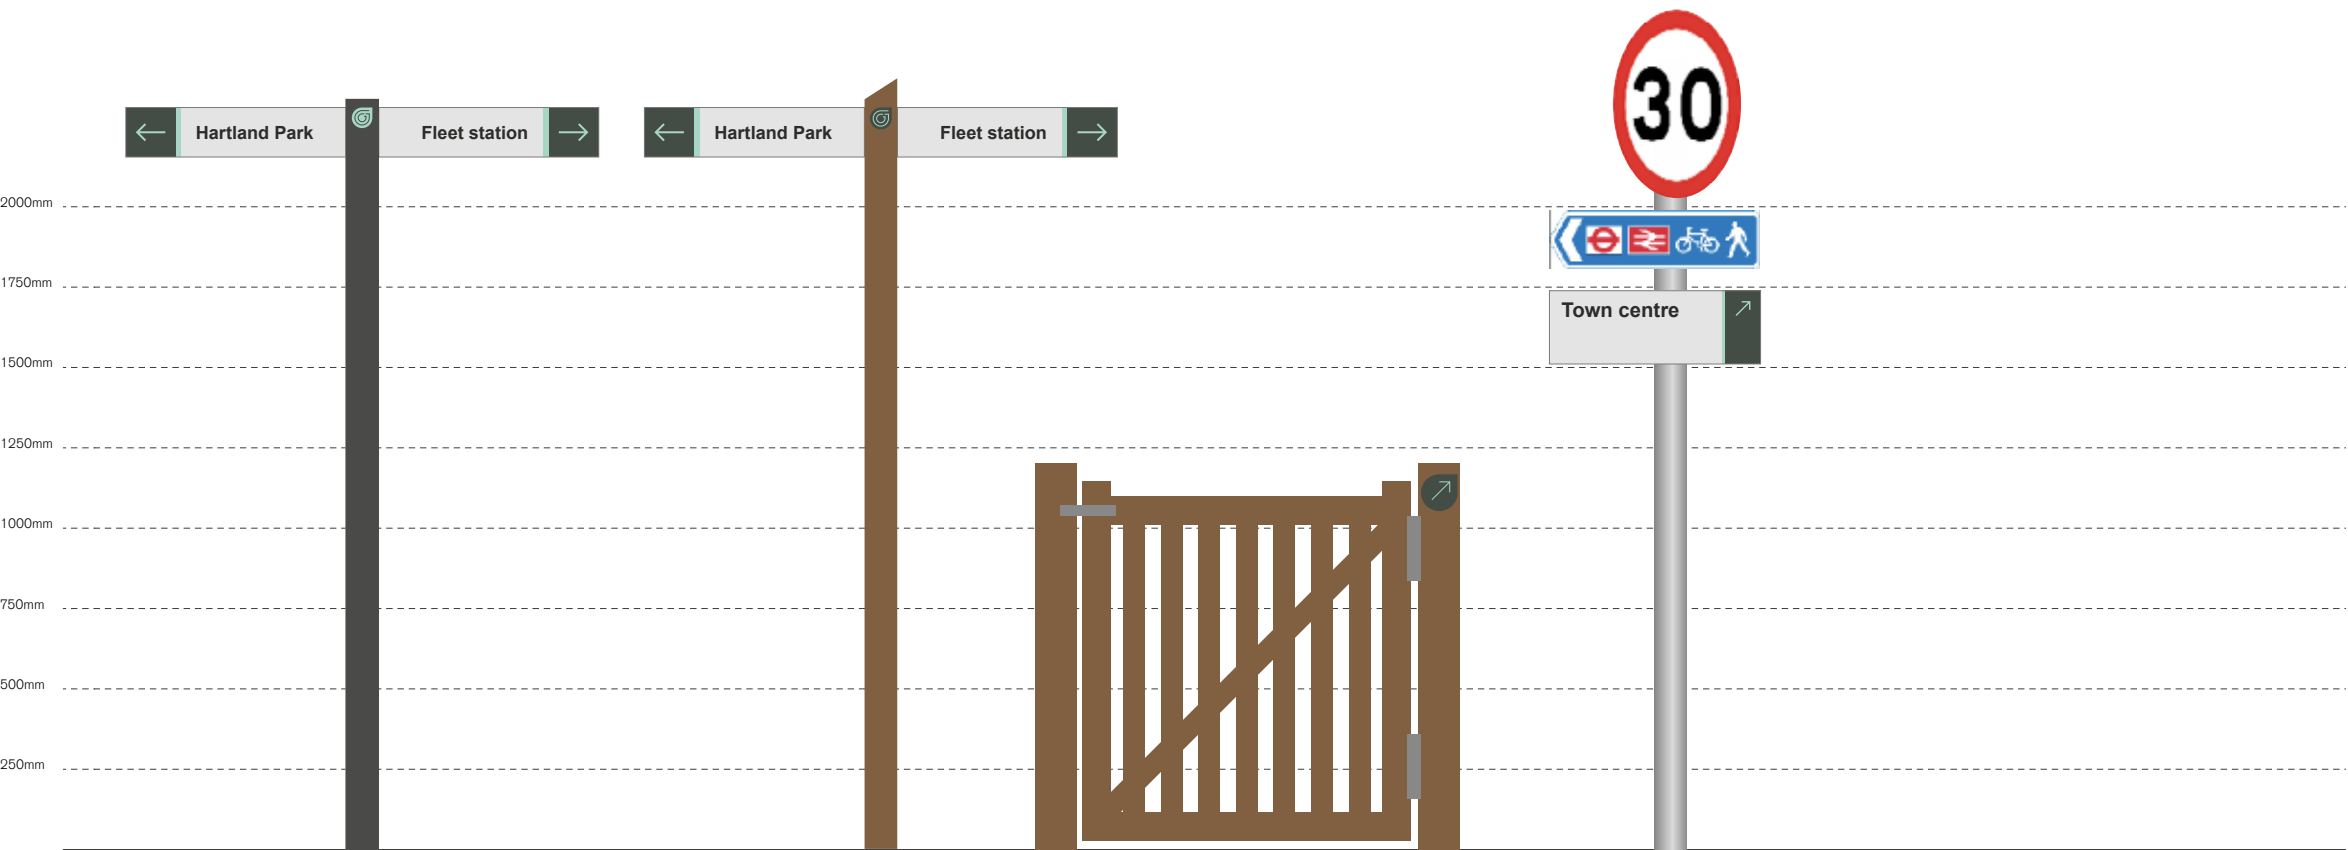 Hartland Park
Fleet station
Hartland Park
Fleet station
30
2000mm
1750mm
Town centre
1500mm
1250mm
1000mm
750mm
500mm
250mm